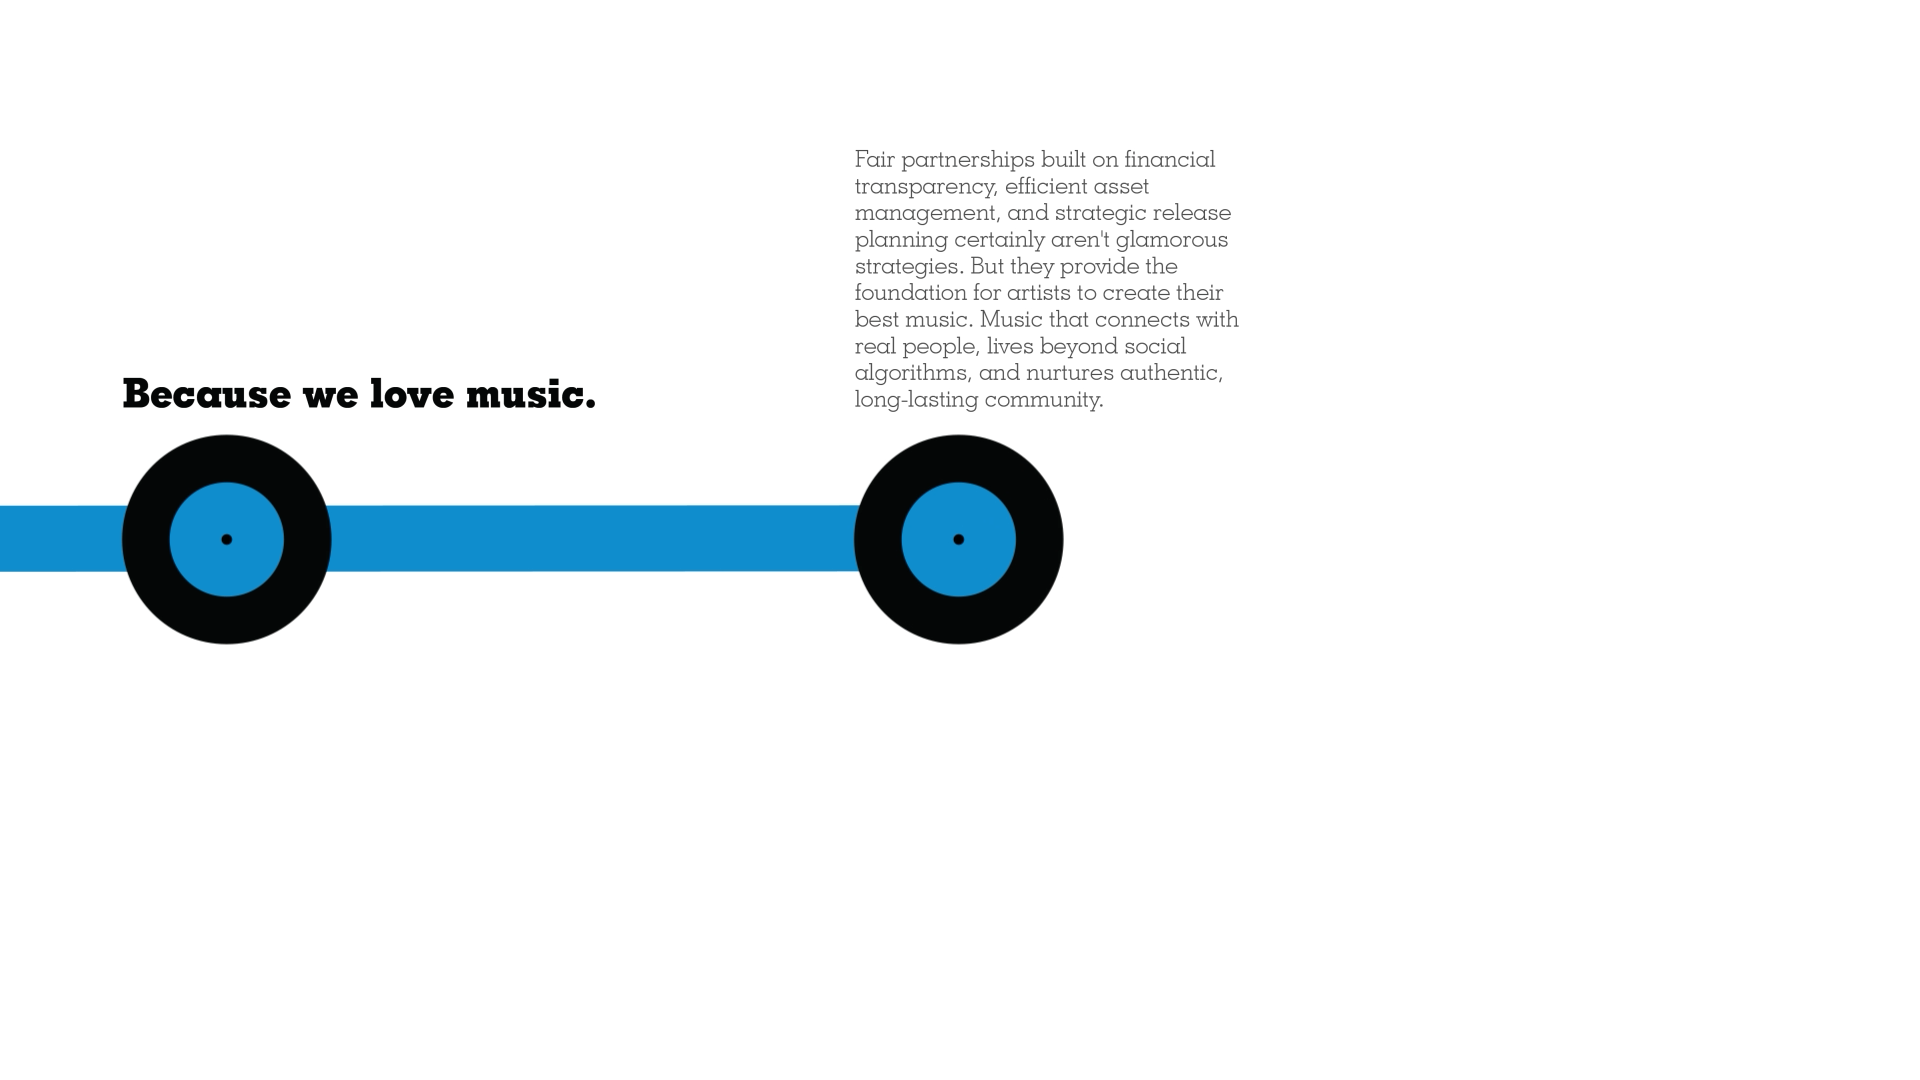 Because we love music.
Fair partnerships built on financial
transparency, efficient asset
management, and strategic release
planning certainly aren't glamorous
strategies. But they provide the
foundation for artists to create their
best music. Music that connects with
real people, lives beyond social
algorithms, and nurtures authentic,
long-lasting community.